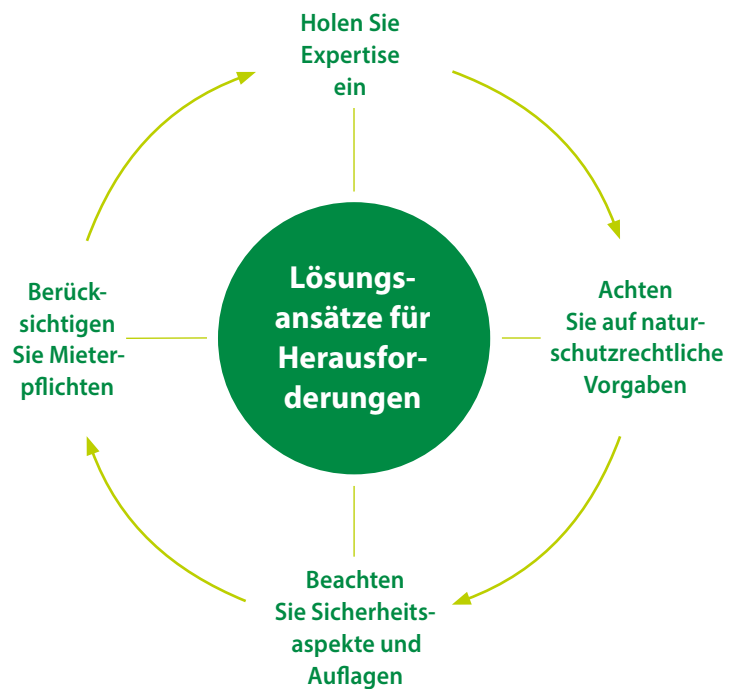 Holen Sie
Expertise
ein
Lösungs-
ansätze für
Herausfor-
derungen
Achten
Sie auf natur-
schutzrechtliche
Vorgaben
Beachten
Sie Sicherheits-
aspekte und
Auflagen
Berück-
sichtigen
Sie Mieter-
pflichten